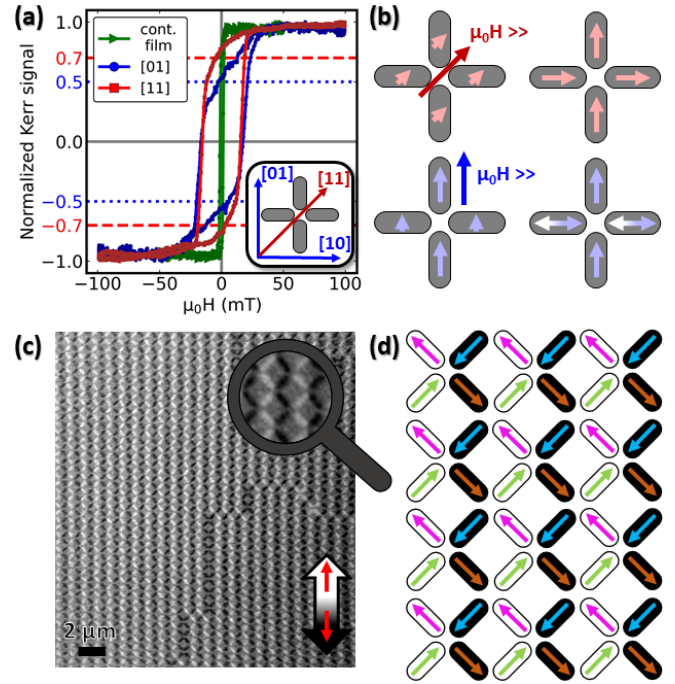 (a)
Normalized Kerr signal
1.0
0.7
0.5
0.0
−0.5
−0.7
−1.0
cont.
film
[01]
[11]
[01]
[11]
[10]
−100
−50
0
50
100
μ₀H (mT)
(b)
μ₀H >>
μ₀H >>
(c)
2 μm
(d)